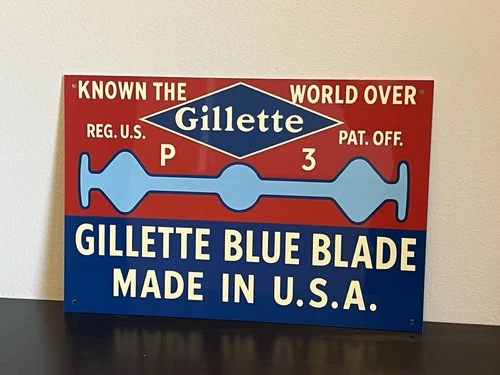 KNOWN THE WORLD OVER
Gillette
REG. U.S. PAT. OFF.
P 3
GILLETTE BLUE BLADE
MADE IN U.S.A.